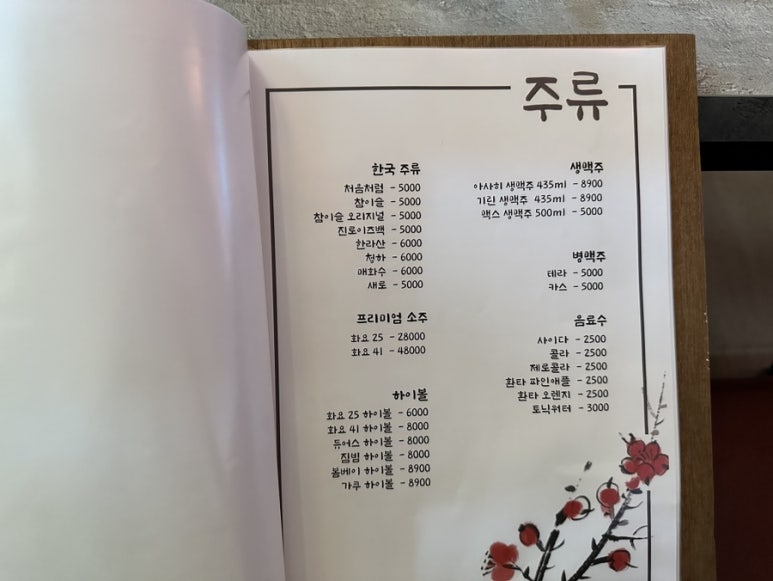 주류
한국 주류
처음처럼 - 5000
참이슬 - 5000
참이슬 오리지널 - 5000
진로이즈백 - 5000
한라산 - 6000
청하 - 6000
매화수 - 6000
새로 - 5000
프리미엄 소주
화요 25 - 28000
화요 41 - 48000
하이볼
화요 25 하이볼 - 6000
화요 41 하이볼 - 8000
듀어스 하이볼 - 8000
짐빔 하이볼 - 8000
봄베이 하이볼 - 8900
가쿠 하이볼 - 8900
생맥주
아사히 생맥주 435ml - 8900
기린 생맥주 435ml - 8900
맥스 생맥주 500ml - 5000
병맥주
테라 - 5000
카스 - 5000
음료수
사이다 - 2500
콜라 - 2500
제로콜라 - 2500
환타 파인애플 - 2500
환타 오렌지 - 2500
토닉워터 - 3000